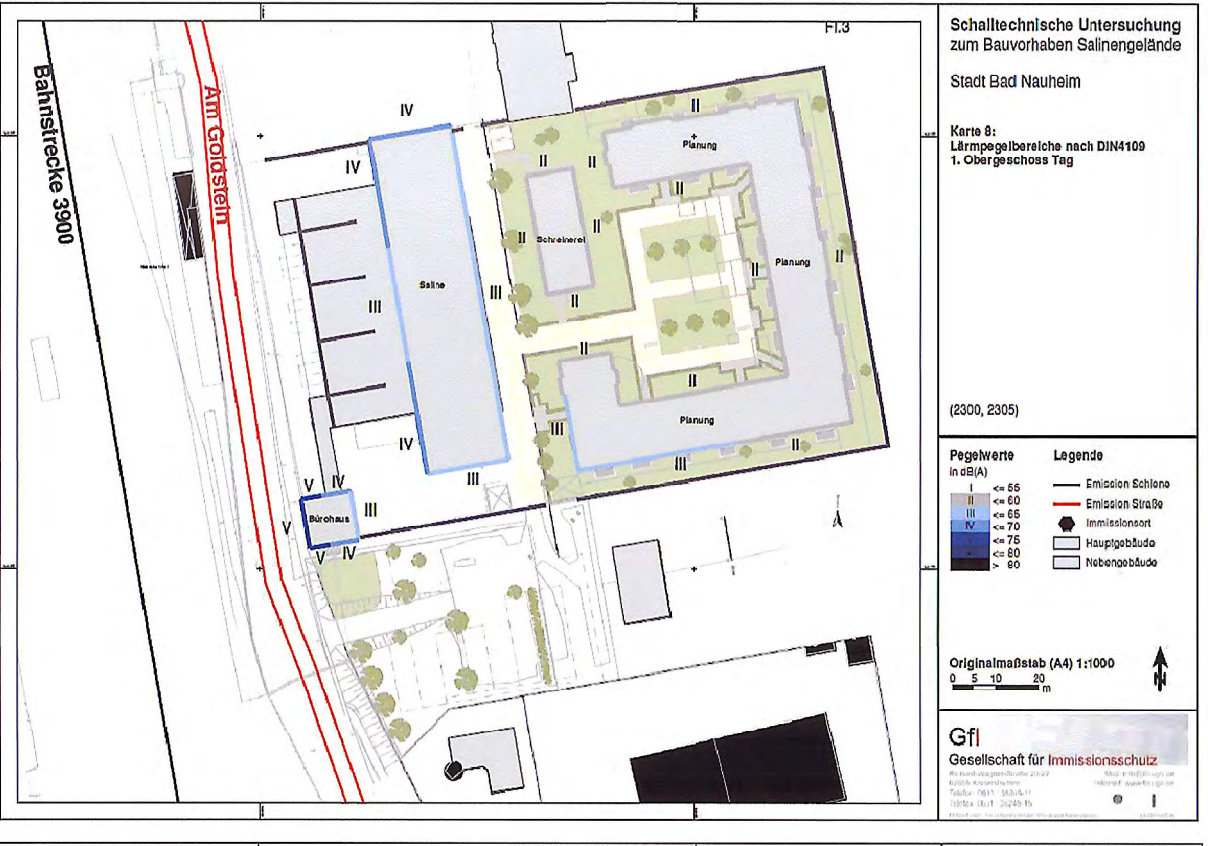 Fl.3
Bahnstrecke 3900
Am Goldstein
IV
IV
II
Planung
II
II
II
Schreinerei
II
II
II
Planung
II
II
Saline
III
III
II
II
II
Planung
III
II
III
IV
III
V
IV
III
Bürohaus
V
V
IV
Schalltechnische Untersuchung
zum Bauvorhaben Salinengelände
Stadt Bad Nauheim
Karte 8:
Lärmpegelbereiche nach DIN4109
1. Obergeschoss Tag
(2300, 2305)
Pegelwerte
in dB(A)
I <= 55
II <= 60
III <= 65
IV <= 70
<= 75
<= 80
> 80
Legende
Emission Schiene
Emission Straße
Immissionsort
Hauptgebäude
Nebengebäude
Originalmaßstab (A4) 1:1000
0 5 10 20
m
N
GfI
Gesellschaft für Immissionsschutz